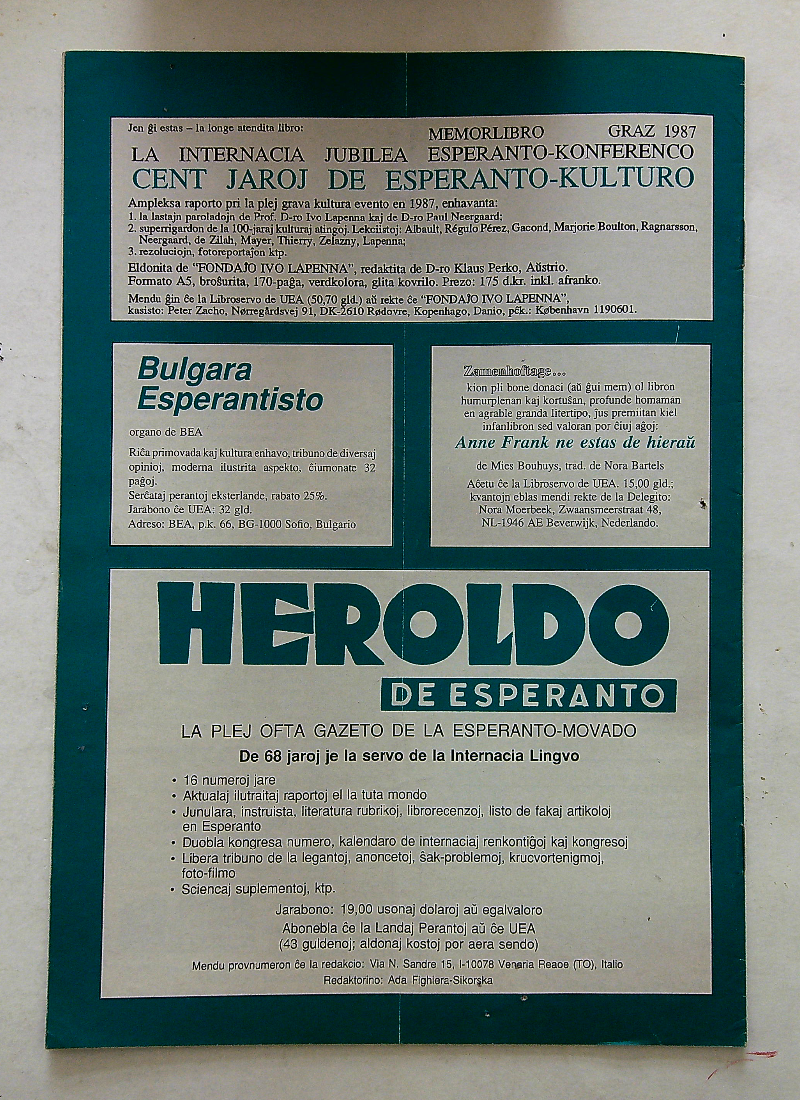 Jen ĝi estas – la longe atendita libro:
MEMORLIBRO GRAZ 1987
LA INTERNACIA JUBILEA ESPERANTO-KONFERENCO
CENT JAROJ DE ESPERANTO-KULTURO
Ampleksa raporto pri la plej grava kultura evento en 1987, enhavanta:
1. la lastajn paroladojn de Prof. D-ro Ivo Lapenna kaj de D-ro Paul Neergaard;
2. superrigardon de la 100-jaraj kulturaj atingoj. Lekciistoj: Albault, Régulo Pérez, Gacond, Marjorie Boulton, Ragnarsson,
Neergaard, de Zilah, Mayer, Thierry, Żelazny, Lapenna;
3. rezoluciojn, fotoreportaĵon ktp.
Eldonita de “FONDAĴO IVO LAPENNA”, redaktita de D-ro Klaus Perko, Aŭstrio.
Formato A5, broŝurita, 170-paĝa, verdkolora, glita kovrilo. Prezo: 175 d.kr. inkl. afranko.
Mendu ĝin ĉe la Libroservo de UEA (50,70 gld.) aŭ rekte ĉe “FONDAĴO IVO LAPENNA”,
kasisto: Peter Zacho, Nørregårdsvej 91, DK-2610 Rødovre, Kopenhago, Danio, pĉk.: København 1190601.
Bulgara
Esperantisto
organo de BEA
Riĉa primovada kaj kultura enhavo, tribuno de diversaj
opinioj, moderna ilustrita aspekto, ĉiumonate 32
paĝoj.
Serĉataj perantoj eksterlande, rabato 25%.
Jarabono ĉe UEA: 32 gld.
Adreso: BEA, p.k. 66, BG-1000 Sofio, Bulgario
Zamenhoftage...
kion pli bone donaci (aŭ ĝui mem) ol libron
humurplenan kaj kortuŝan, profunde homaman
en agrable granda litertipo, jus premiitan kiel
infanlibron sed valoran por ĉiuj aĝoj:
Anne Frank ne estas de hieraŭ
de Mies Bouhuys, trad. de Nora Bartels
Aĉetu ĉe la Libroservo de UEA. 15,00 gld.;
kvantojn eblas mendi rekte de la Delegito:
Nora Moerbeek, Zwaansmeerstraat 48,
NL-1946 AE Beverwijk, Nederlando.
HEROLDO
DE ESPERANTO
LA PLEJ OFTA GAZETO DE LA ESPERANTO-MOVADO
De 68 jaroj je la servo de la Internacia Lingvo
• 16 numeroj jare
• Aktualaj ilutraitaj raportoj el la tuta mondo
• Junulara, instruista, literatura rubrikoj, librorecenzoj, listo de fakaj artikoloj
en Esperanto
• Duobla kongresa numero, kalendaro de internaciaj renkontiĝoj kaj kongresoj
• Libera tribuno de la legantoj, anoncetoj, ŝak-problemoj, krucvortenigmoj,
foto-filmo
• Sciencaj suplementoj, ktp.
Jarabono: 19,00 usonaj dolaroj aŭ egalvaloro
Abonebla ĉe la Landaj Perantoj aŭ ĉe UEA
(43 guldenoj; aldonaj kostoj por aera sendo)
Mendu provnumeron ĉe la redakcio: Via N. Sandre 15, I-10078 Venaria Reaoe (TO), Italio
Redaktorino: Ada Fighiera-Sikorska